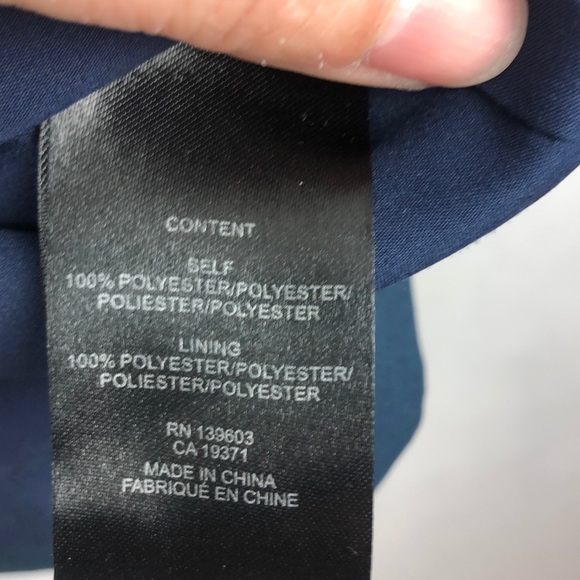 CONTENT
SELF
100% POLYESTER/POLYESTER/
POLIESTER/POLYESTER
LINING
100% POLYESTER/POLYESTER/
POLIESTER/POLYESTER
RN 139603
CA 19371
MADE IN CHINA
FABRIQUÉ EN CHINE